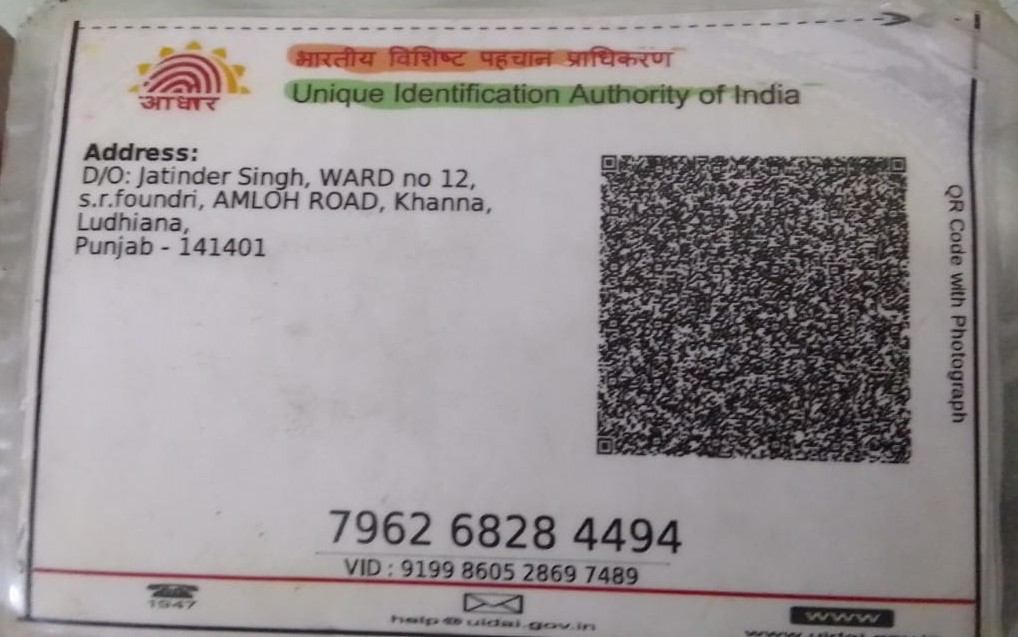 भारतीय विशिष्ट पहचान प्राधिकरण
आधार
Unique Identification Authority of India
Address:
D/O: Jatinder Singh, WARD no 12,
s.r.foundri, AMLOH ROAD, Khanna,
Ludhiana,
Punjab - 141401
QR Code with Photograph
7962 6828 4494
VID : 9199 8605 2869 7489
1947
help@uidai.gov.in
WWW